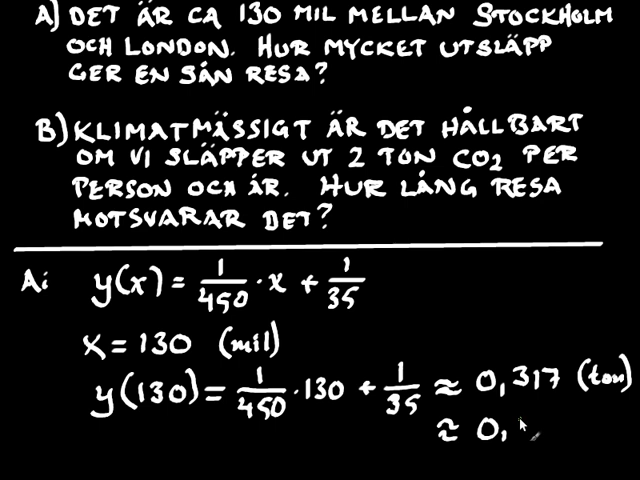 A) DET ÄR CA 130 MIL MELLAN STOCKHOLM
OCH LONDON. HUR MYCKET UTSLÄPP
GER EN SÅN RESA?
B) KLIMATMÄSSIGT ÄR DET HÅLLBART
OM VI SLÄPPER UT 2 TON CO₂ PER
PERSON OCH ÅR. HUR LÅNG RESA
MOTSVARAR DET?
A: y(x) = 1/450 · x + 1/35
x = 130 (mil)
y(130) = 1/450 · 130 + 1/35 ≈ 0,317 (ton)
≈ 0,